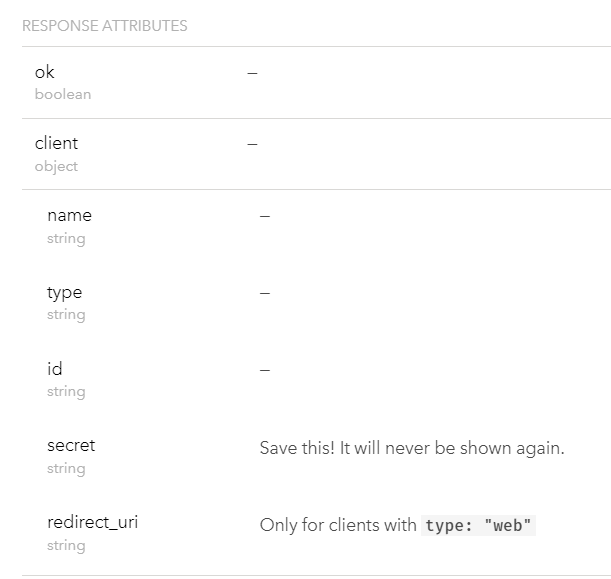 RESPONSE ATTRIBUTES
ok –
boolean
client –
object
name –
string
type –
string
id –
string
secret Save this! It will never be shown again.
string
redirect_uri Only for clients with type: "web"
string